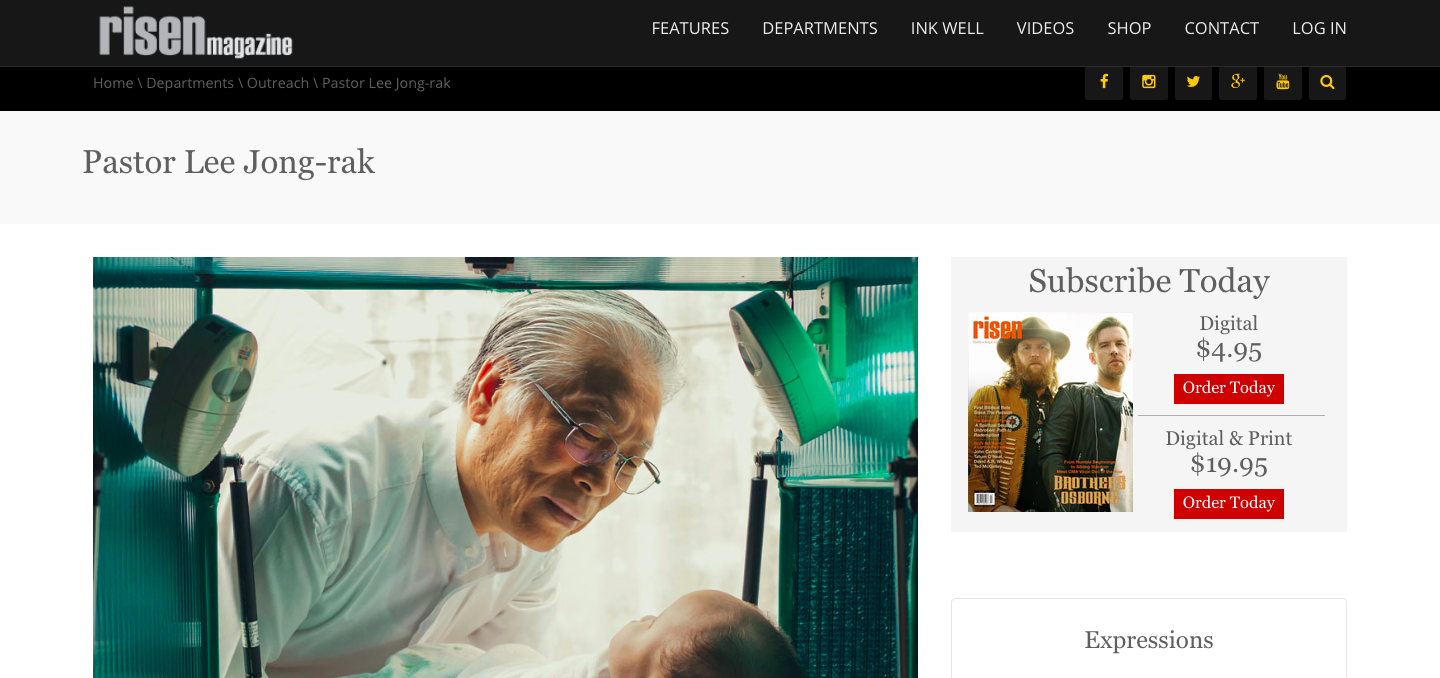 risen magazine
FEATURES DEPARTMENTS INK WELL VIDEOS SHOP CONTACT LOG IN
Home \ Departments \ Outreach \ Pastor Lee Jong-rak
Pastor Lee Jong-rak
Subscribe Today
risen
BROTHERS
OSBORNE
Digital
$4.95
Order Today
Digital & Print
$19.95
Order Today
Expressions